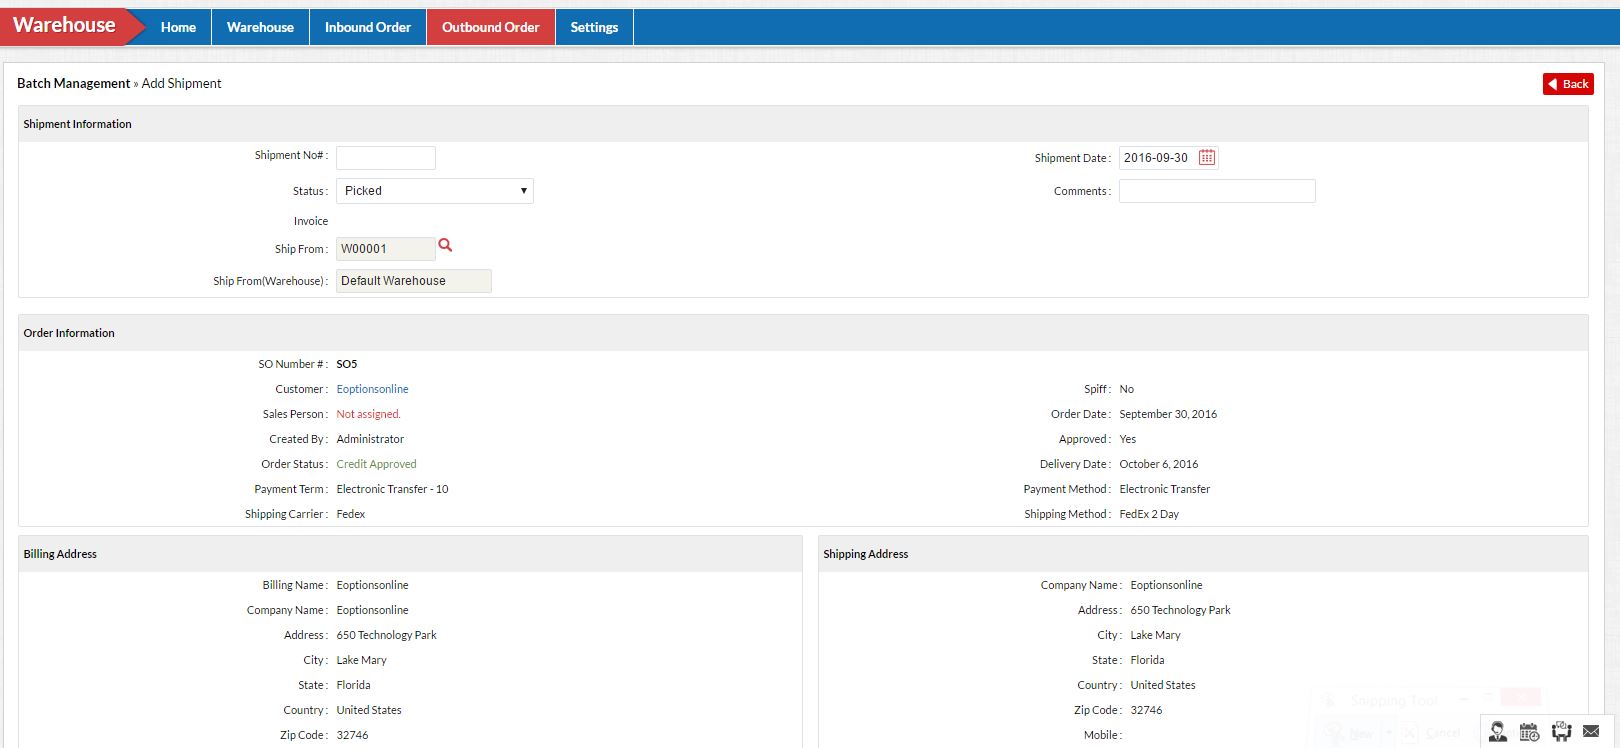 Warehouse Home Warehouse Inbound Order Outbound Order Settings
Batch Management » Add Shipment Back
Shipment Information
Shipment No# : Shipment Date : 2016-09-30
Status : Picked Comments :
Invoice
Ship From : W00001
Ship From(Warehouse) : Default Warehouse
Order Information
SO Number # : SO5
Customer : Eoptionsonline Spiff : No
Sales Person : Not assigned. Order Date : September 30, 2016
Created By : Administrator Approved : Yes
Order Status : Credit Approved Delivery Date : October 6, 2016
Payment Term : Electronic Transfer - 10 Payment Method : Electronic Transfer
Shipping Carrier : Fedex Shipping Method : FedEx 2 Day
Billing Address Shipping Address
Billing Name : Eoptionsonline Company Name : Eoptionsonline
Company Name : Eoptionsonline Address : 650 Technology Park
Address : 650 Technology Park City : Lake Mary
City : Lake Mary State : Florida
State : Florida Country : United States
Snipping Tool
Country : United States Zip Code : 32746
Zip Code : 32746 Mobile :
New Cancel